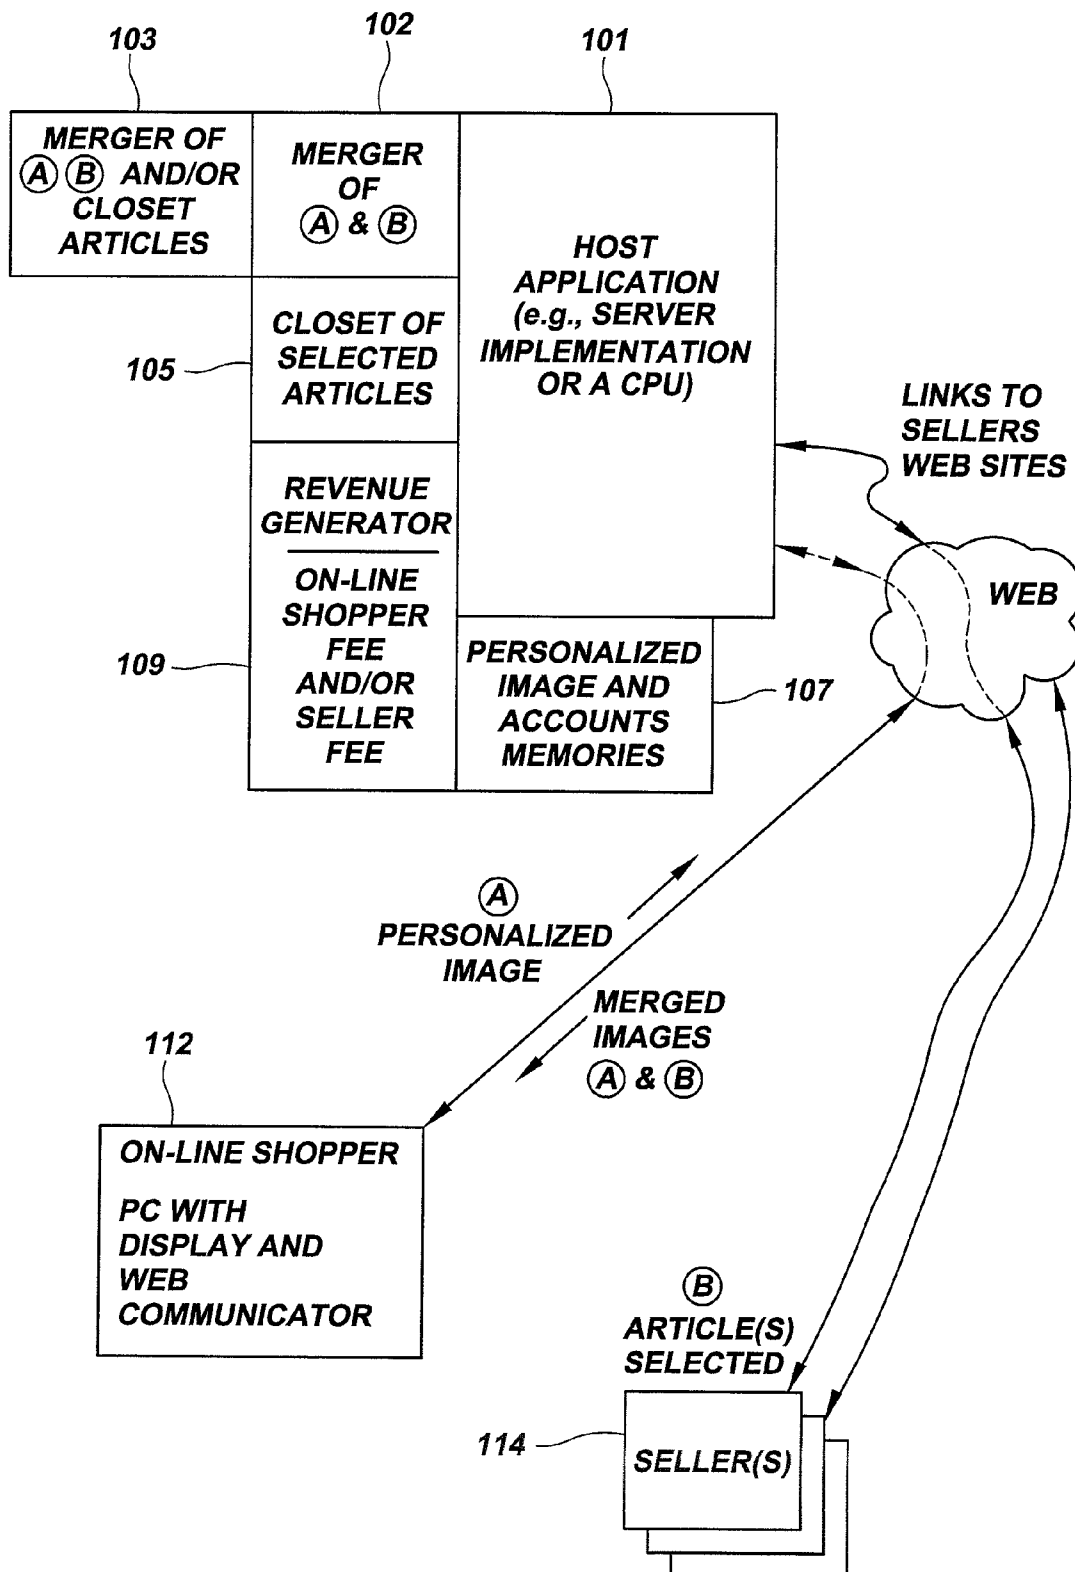 103
102
101
MERGER OF
A B AND/OR
CLOSET
ARTICLES
MERGER
OF
A & B
HOST
APPLICATION
(e.g., SERVER
IMPLEMENTATION
OR A CPU)
105
CLOSET OF
SELECTED
ARTICLES
LINKS TO
SELLERS
WEB SITES
REVENUE
GENERATOR
ON-LINE
SHOPPER
FEE
AND/OR
SELLER
FEE
109
PERSONALIZED
IMAGE AND
ACCOUNTS
MEMORIES
107
WEB
A
PERSONALIZED
IMAGE
MERGED
IMAGES
A & B
112
ON-LINE SHOPPER
PC WITH
DISPLAY AND
WEB
COMMUNICATOR
B
ARTICLE(S)
SELECTED
114
SELLER(S)